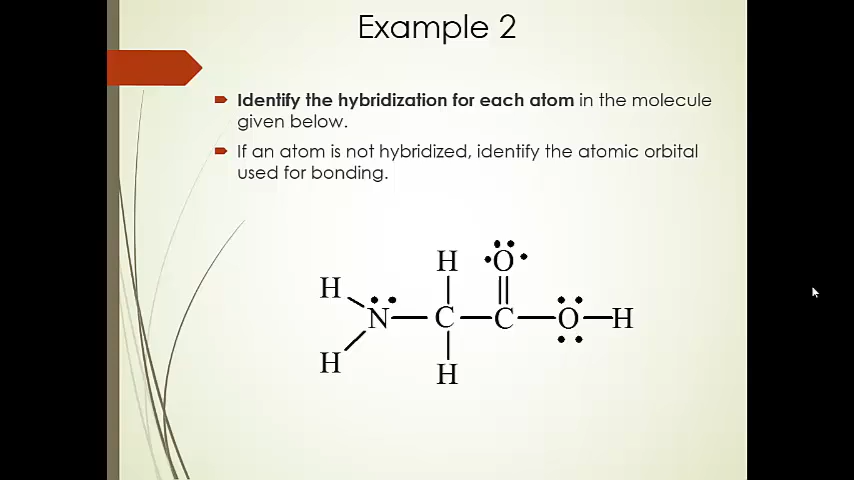 Example 2
Identify the hybridization for each atom in the molecule
given below.
If an atom is not hybridized, identify the atomic orbital
used for bonding.
H O
H
N C C O H
H
H